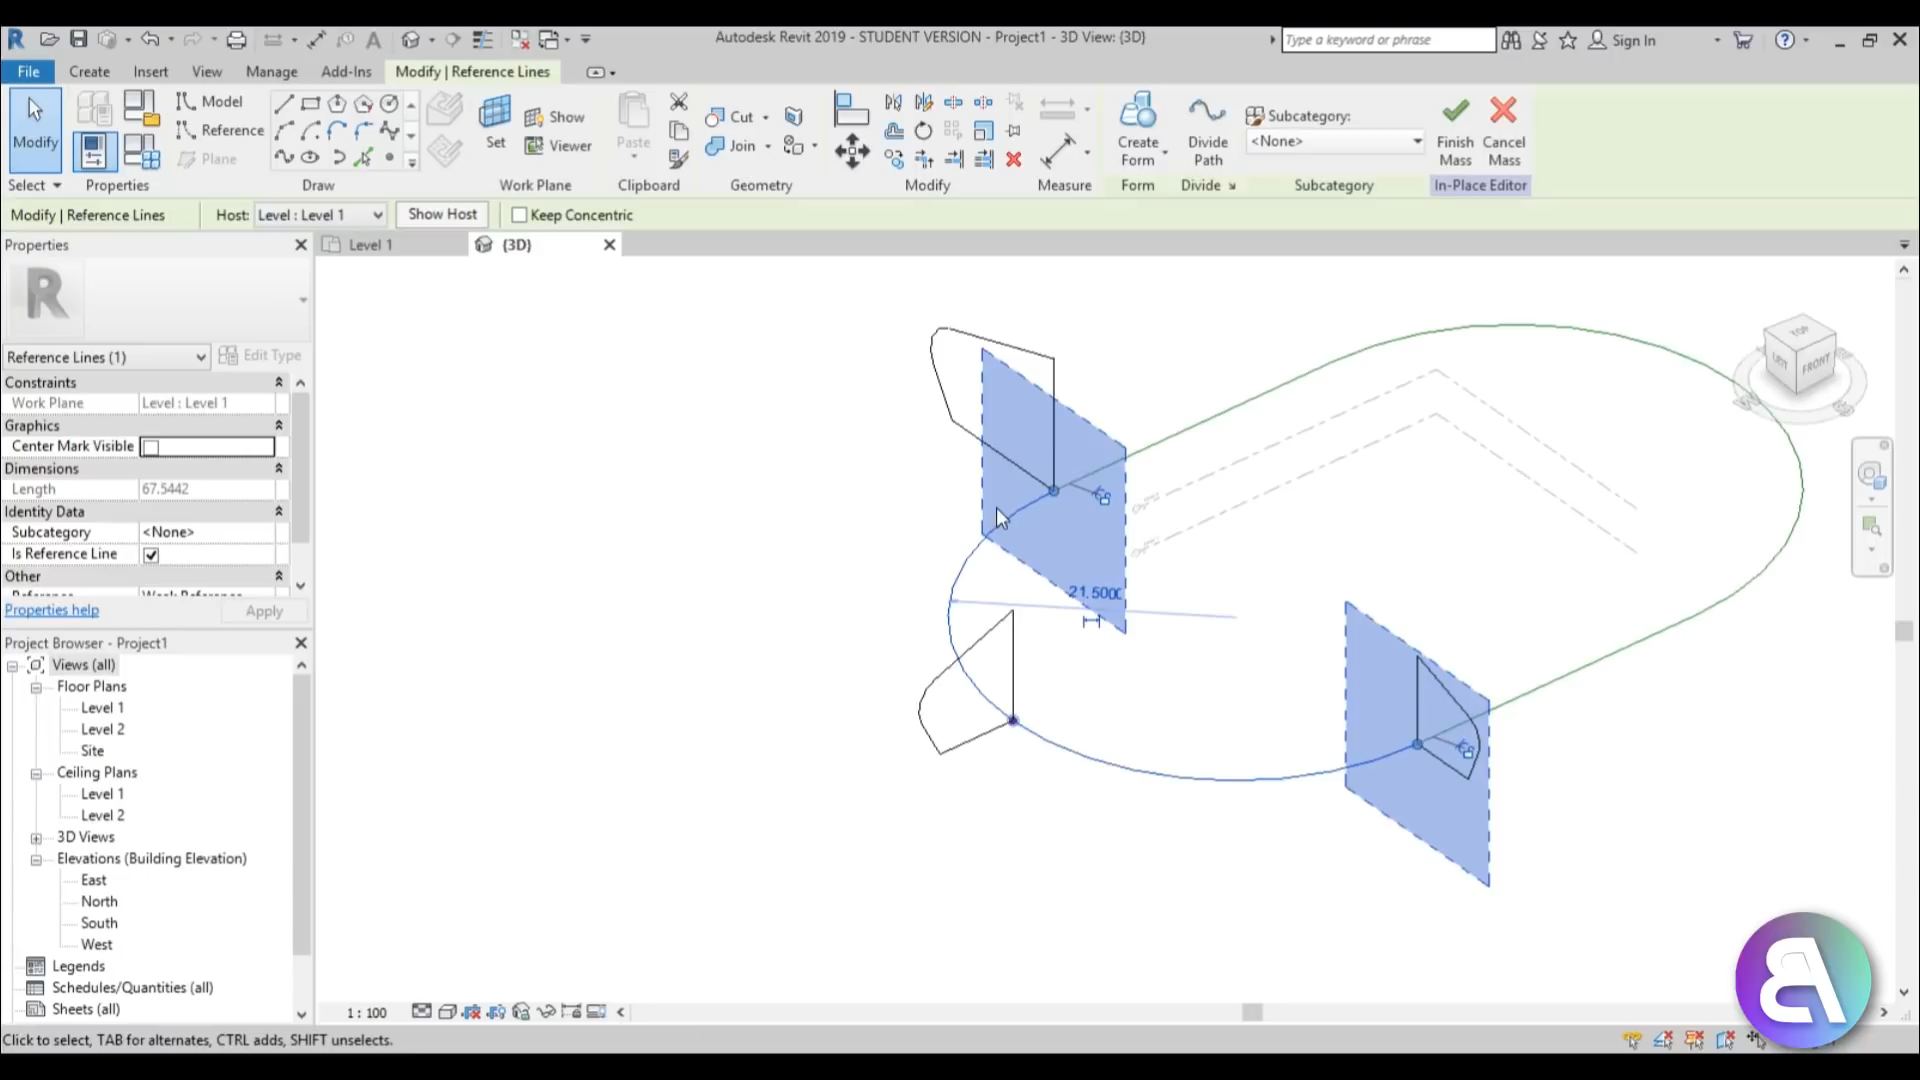 Autodesk Revit 2019 - STUDENT VERSION - Project1 - 3D View: {3D}
Type a keyword or phrase
Sign In
File
Create
Insert
View
Manage
Add-Ins
Modify | Reference Lines
Modify
Model
Reference
Plane
Set
Show
Viewer
Paste
Cut
Join
Create Form
Divide Path
Subcategory:
<None>
Finish Mass
Cancel Mass
Select
Properties
Draw
Work Plane
Clipboard
Geometry
Modify
Measure
Form
Divide
Subcategory
In-Place Editor
Modify | Reference Lines
Host:
Level : Level 1
Show Host
Keep Concentric
Properties
Level 1
{3D}
R
Reference Lines (1)
Edit Type
Constraints
Work Plane
Level : Level 1
Graphics
Center Mark Visible
Dimensions
Length
67.5442
Identity Data
Subcategory
<None>
Is Reference Line
Other
Properties help
Apply
Project Browser - Project1
Views (all)
Floor Plans
Level 1
Level 2
Site
Ceiling Plans
Level 1
Level 2
3D Views
Elevations (Building Elevation)
East
North
South
West
Legends
Schedules/Quantities (all)
Sheets (all)
TOP
LEFT
FRONT
21.5000
1 : 100
Click to select, TAB for alternates, CTRL adds, SHIFT unselects.